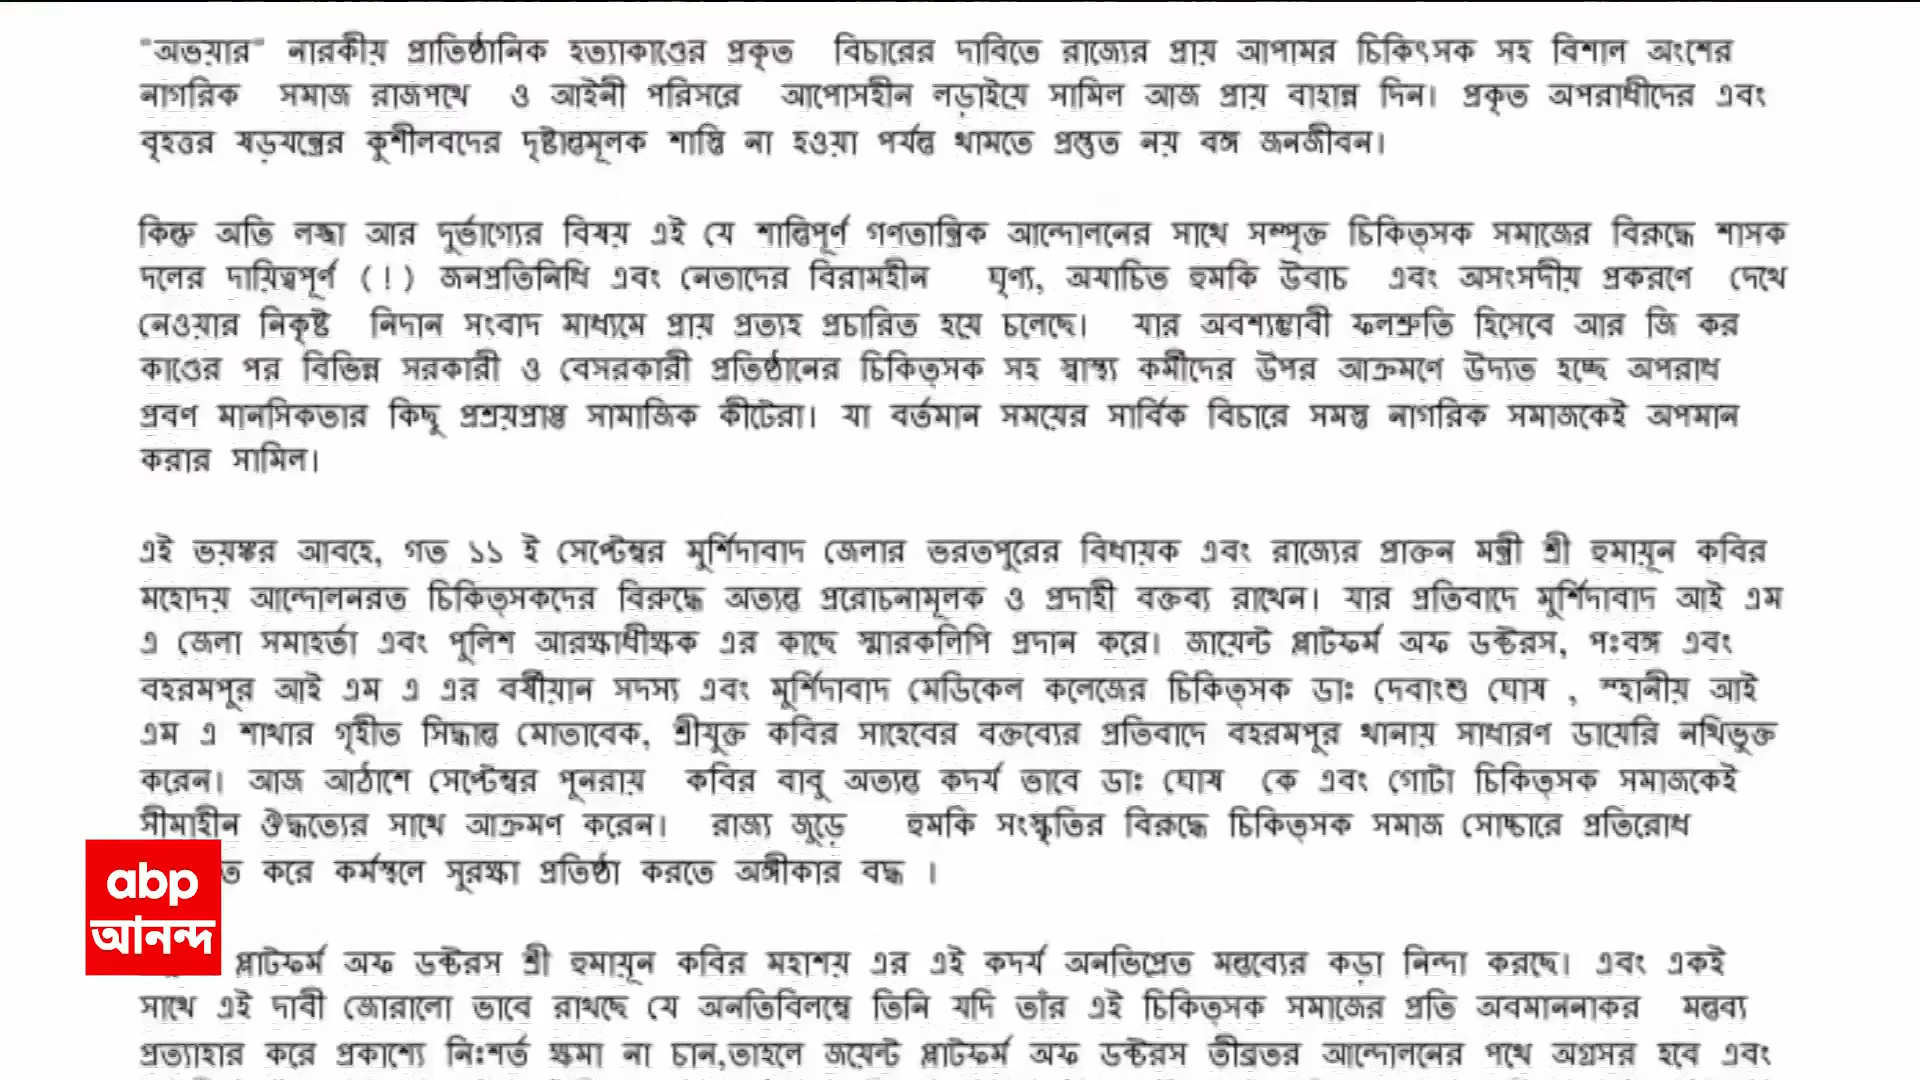 "অভয়ার" নারকীয় প্রাতিষ্ঠানিক হত্যাকাণ্ডের প্রকৃত বিচারের দাবিতে রাজ্যের প্রায় আপামর চিকিৎসক সহ বিশাল অংশের
নাগরিক সমাজ রাজপথে ও আইনী পরিসরে আপোসহীন লড়াইয়ে সামিল আজ প্রায় বাহান্ন দিন। প্রকৃত অপরাধীদের এবং
বৃহত্তর ষড়যন্ত্রের কুশীলবদের দৃষ্টান্তমূলক শাস্তি না হওয়া পর্যন্ত থামতে প্রস্তুত নয় বঙ্গ জনজীবন।
কিন্তু অতি লজ্জা আর দুর্ভাগ্যের বিষয় এই যে শান্তিপূর্ণ গণতান্ত্রিক আন্দোলনের সাথে সম্পৃক্ত চিকিত্সক সমাজের বিরুদ্ধে শাসক
দলের দায়িত্বপূর্ণ (!) জনপ্রতিনিধি এবং নেতাদের বিরামহীন ঘৃণ্য, অযাচিত হুমকি উবাচ এবং অসংসদীয় প্রকরণে দেখে
নেওয়ার নিকৃষ্ট নিদান সংবাদ মাধ্যমে প্রায় প্রত্যহ প্রচারিত হয়ে চলেছে। যার অবশ্যম্ভাবী ফলশ্রুতি হিসেবে আর জি কর
কাণ্ডের পর বিভিন্ন সরকারী ও বেসরকারী প্রতিষ্ঠানের চিকিত্সক সহ স্বাস্থ্য কর্মীদের উপর আক্রমণে উদ্যত হচ্ছে অপরাধ
প্রবণ মানসিকতার কিছু প্রশ্রয়প্রাপ্ত সামাজিক কীটেরা। যা বর্তমান সময়ের সার্বিক বিচারে সমস্ত নাগরিক সমাজকেই অপমান
করার সামিল।
এই ভয়ঙ্কর আবহে, গত ১১ ই সেপ্টেম্বর মুর্শিদাবাদ জেলার ভরতপুরের বিধায়ক এবং রাজ্যের প্রাক্তন মন্ত্রী শ্রী হুমায়ূন কবির
মহোদয় আন্দোলনরত চিকিত্সকদের বিরুদ্ধে অত্যন্ত প্ররোচনামূলক ও প্রদাহী বক্তব্য রাখেন। যার প্রতিবাদে মুর্শিদাবাদ আই এম
এ জেলা সমাহর্তা এবং পুলিশ আরক্ষাধীক্ষক এর কাছে স্মারকলিপি প্রদান করে। জায়েন্ট প্লাটফর্ম অফ ডক্টরস, পঃবঙ্গ এবং
বহরমপুর আই এম এ এর বর্ষীয়ান সদস্য এবং মুর্শিদাবাদ মেডিকেল কলেজের চিকিত্সক ডাঃ দেবাংশু ঘোষ , স্হানীয় আই
এম এ শাখার গৃহীত সিদ্ধান্ত মোতাবেক, শ্রীযুক্ত কবির সাহেবের বক্তব্যের প্রতিবাদে বহরমপুর থানায় সাধারণ ডায়েরি নথিভুক্ত
করেন। আজ আঠাশে সেপ্টেম্বর পূনরায় কবির বাবু অত্যন্ত কদর্য ভাবে ডাঃ ঘোষ কে এবং গোটা চিকিত্সক সমাজকেই
সীমাহীন ঔদ্ধত্যের সাথে আক্রমণ করেন। রাজ্য জুড়ে হুমকি সংস্কৃতির বিরুদ্ধে চিকিত্সক সমাজ সোচ্চারে প্রতিরোধ
ত করে কর্মস্থলে সুরক্ষা প্রতিষ্ঠা করতে অঙ্গীকার বদ্ধ ।
abp
আনন্দ
প্লাটফর্ম অফ ডক্টরস শ্রী হুমায়ূন কবির মহাশয় এর এই কদর্য অনভিপ্রেত মন্তব্যের কড়া নিন্দা করছে। এবং একই
সাথে এই দাবী জোরালো ভাবে রাখছে যে অনতিবিলম্বে তিনি যদি তাঁর এই চিকিত্সক সমাজের প্রতি অবমাননাকর মন্তব্য
প্রত্যাহার করে প্রকাশ্যে নিঃশর্ত ক্ষমা না চান,তাহলে জয়েন্ট প্লাটফর্ম অফ ডক্টরস তীব্রতর আন্দোলনের পথে অগ্রসর হবে এবং